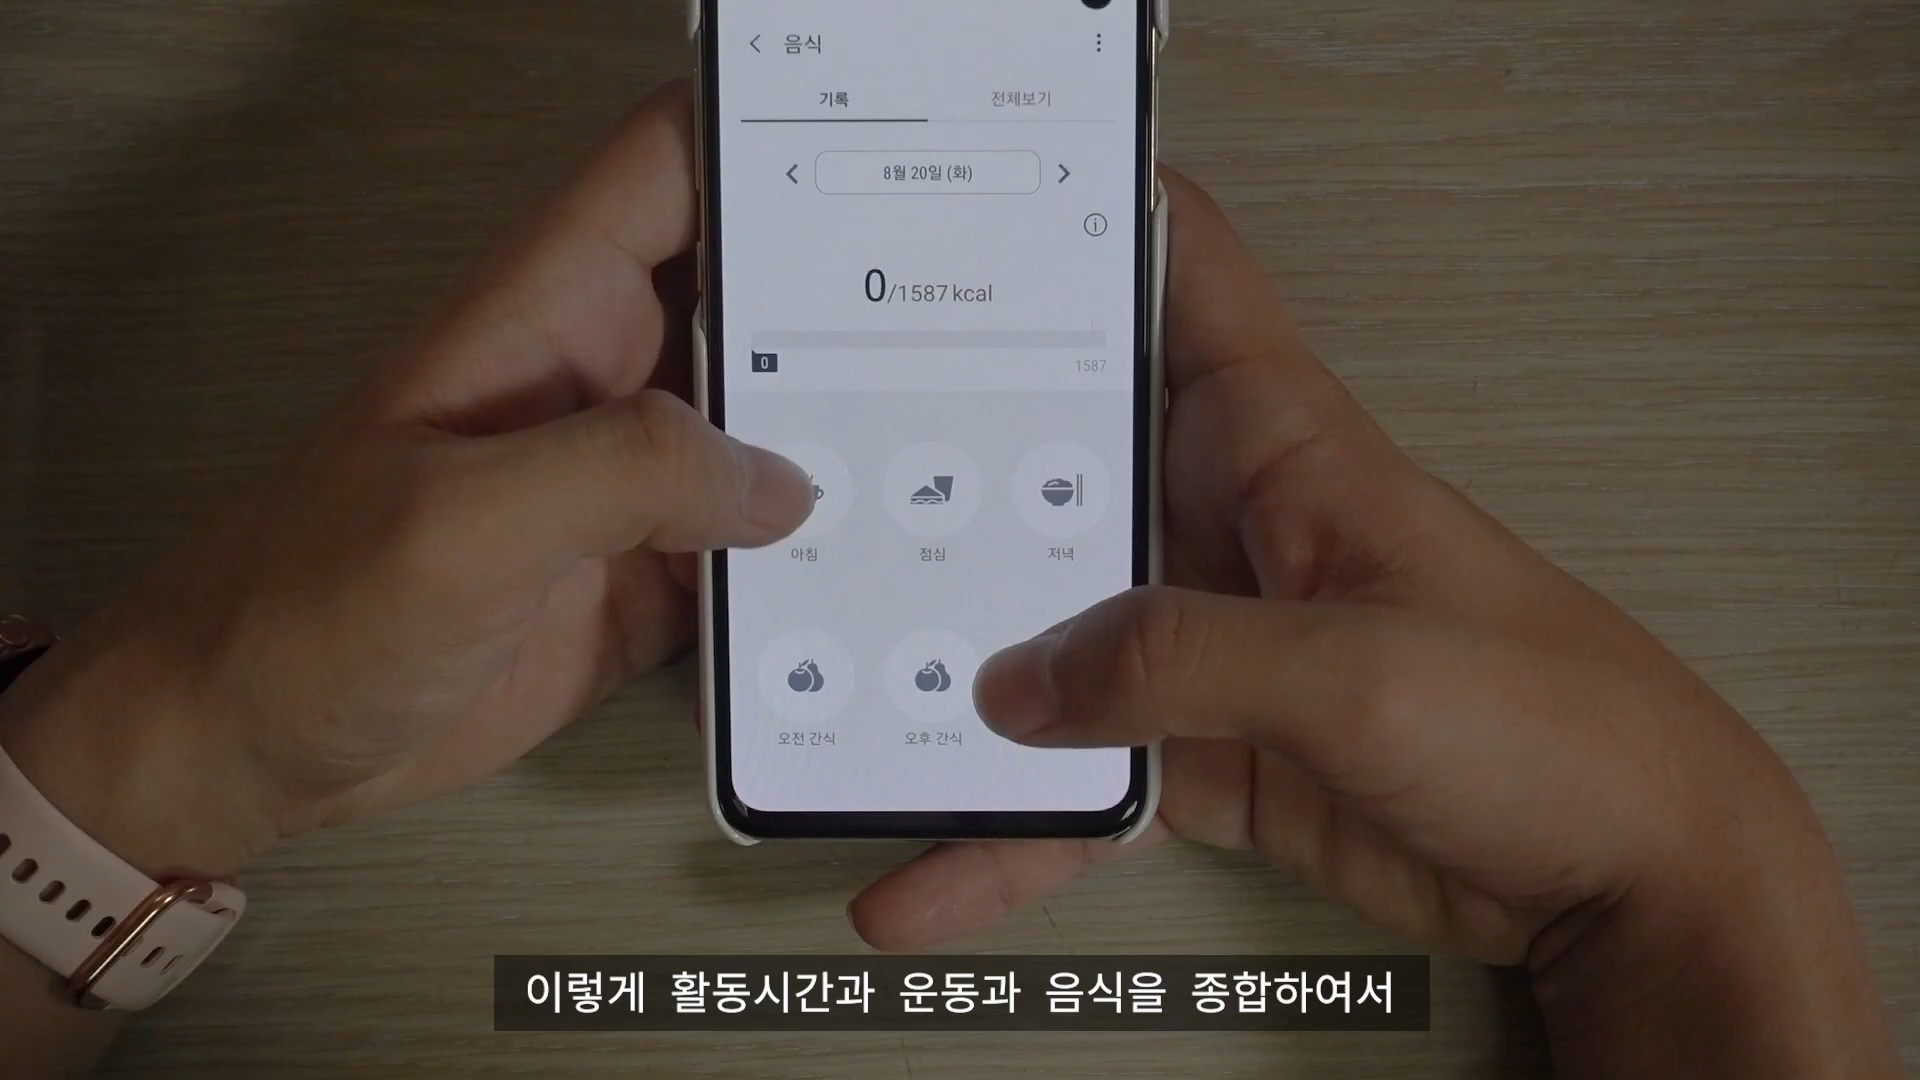 음식
기록 전체보기
8월 20일 (화)
0/1587 kcal
0 1587
아침 점심 저녁
오전 간식 오후 간식
이렇게 활동시간과 운동과 음식을 종합하여서